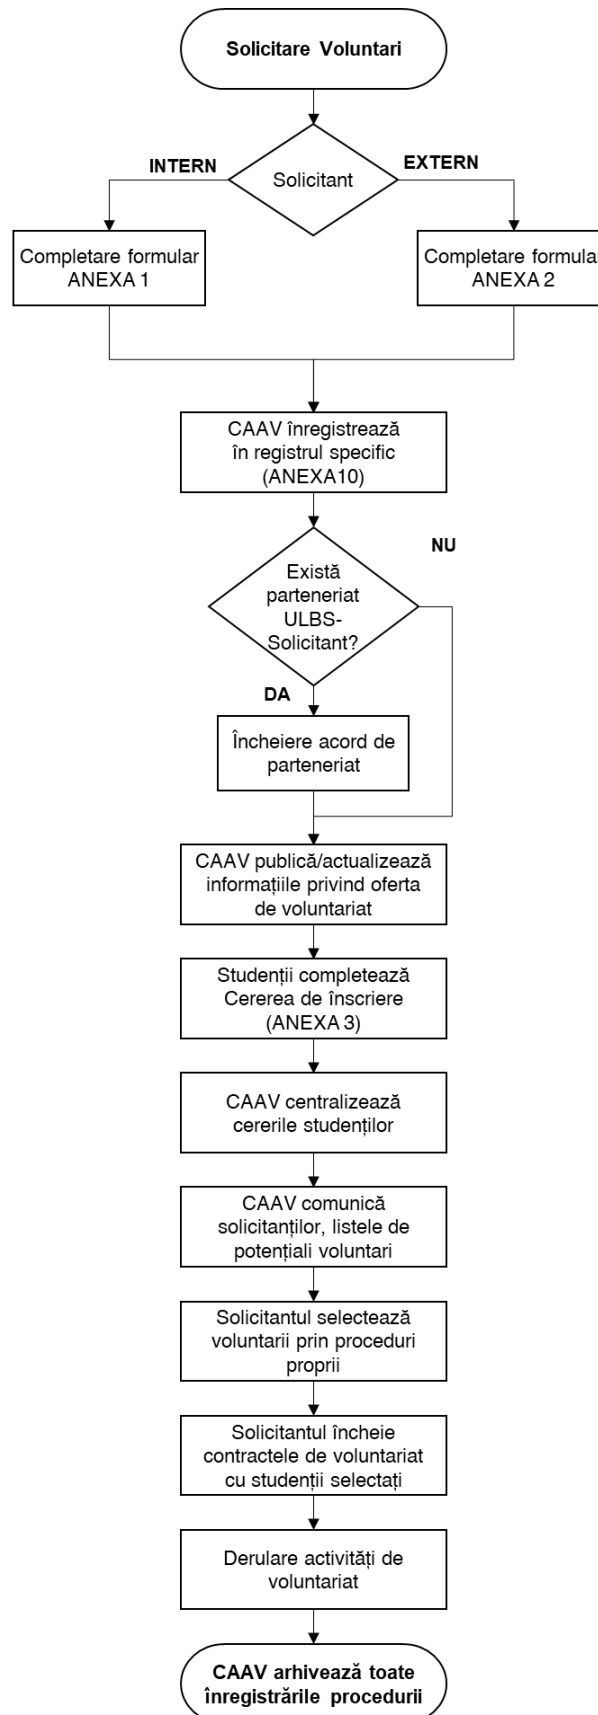 Solicitare Voluntari
INTERN
EXTERN
Solicitant
Completare formular
ANEXA 1
Completare formular
ANEXA 2
CAAV înregistrează
în registrul specific
(ANEXA10)
NU
Există
parteneriat
ULBS-
Solicitant?
DA
Încheiere acord de
parteneriat
CAAV publică/actualizează
informațiile privind oferta
de voluntariat
Studenții completează
Cererea de înscriere
(ANEXA 3)
CAAV centralizează
cererile studenților
CAAV comunică
solicitanților, listele de
potențiali voluntari
Solicitantul selectează
voluntarii prin proceduri
proprii
Solicitantul încheie
contractele de voluntariat
cu studenții selectați
Derulare activități de
voluntariat
CAAV arhivează toate
înregistrările procedurii